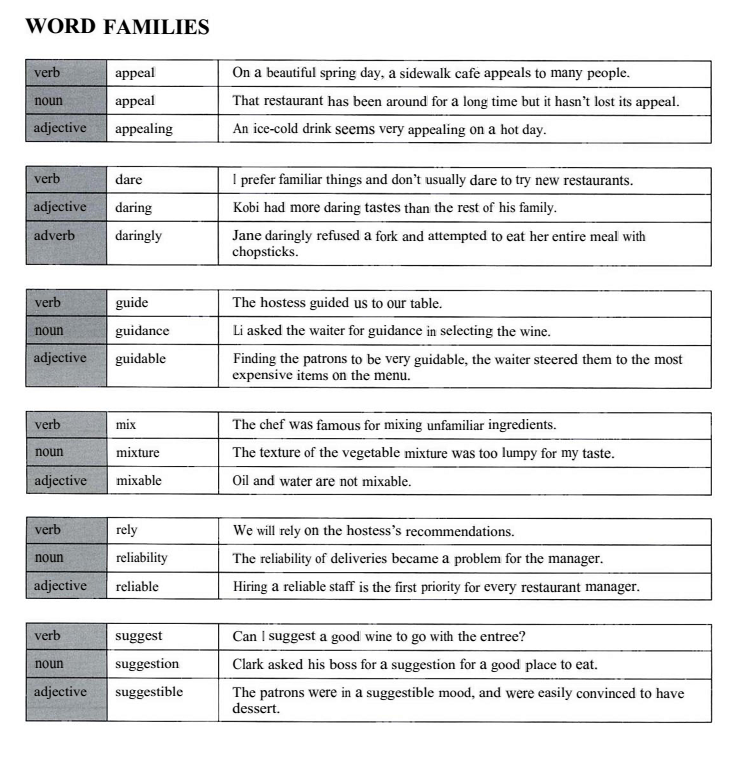 WORD FAMILIES
verb appeal On a beautiful spring day, a sidewalk cafe appeals to many people.
noun appeal That restaurant has been around for a long time but it hasn't lost its appeal.
adjective appealing An ice-cold drink seems very appealing on a hot day.
verb dare I prefer familiar things and don't usually dare to try new restaurants.
adjective daring Kobi had more daring tastes than the rest of his family.
adverb daringly Jane daringly refused a fork and attempted to eat her entire meal with
chopsticks.
verb guide The hostess guided us to our table.
noun guidance Li asked the waiter for guidance in selecting the wine.
adjective guidable Finding the patrons to be very guidable, the waiter steered them to the most
expensive items on the menu.
verb mix The chef was famous for mixing unfamiliar ingredients.
noun mixture The texture of the vegetable mixture was too lumpy for my taste.
adjective mixable Oil and water are not mixable.
verb rely We will rely on the hostess's recommendations.
noun reliability The reliability of deliveries became a problem for the manager.
adjective reliable Hiring a reliable staff is the first priority for every restaurant manager.
verb suggest Can I suggest a good wine to go with the entree?
noun suggestion Clark asked his boss for a suggestion for a good place to eat.
adjective suggestible The patrons were in a suggestible mood, and were easily convinced to have
dessert.